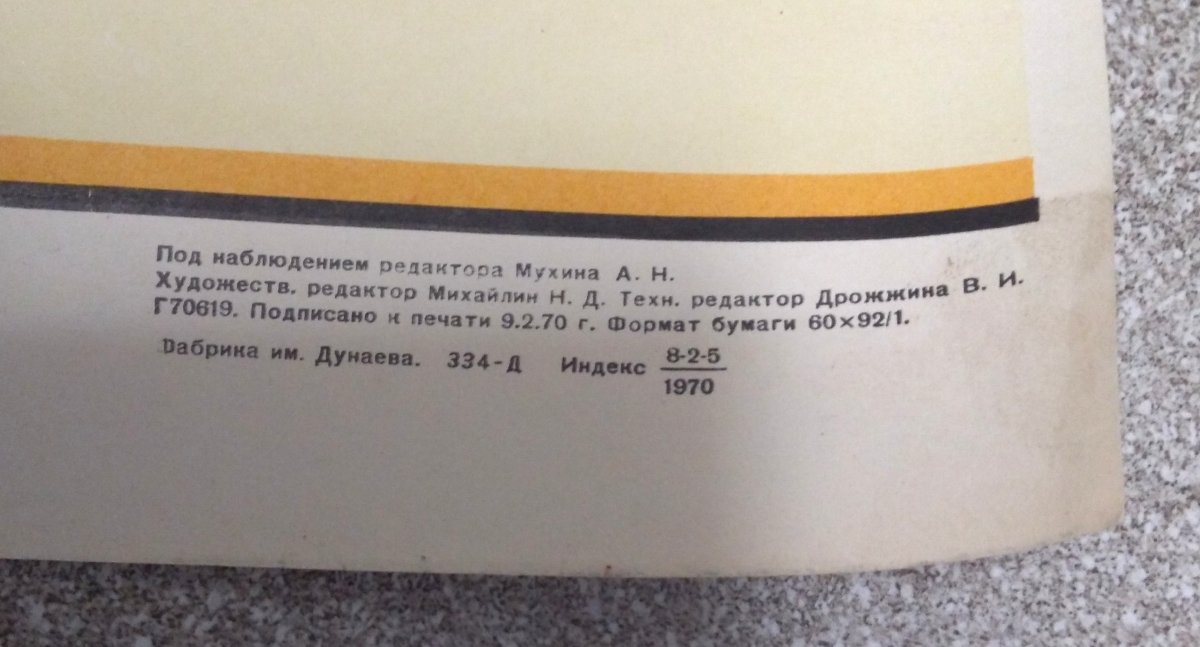 Под наблюдением редактора Мухина А. Н.
Художеств. редактор Михайлин Н. Д. Техн. редактор Дрожжина В. И.
Г70619. Подписано к печати 9.2.70 г. Формат бумаги 60×92/1.
Фабрика им. Дунаева. 334-Д Индекс 8-2-5
1970